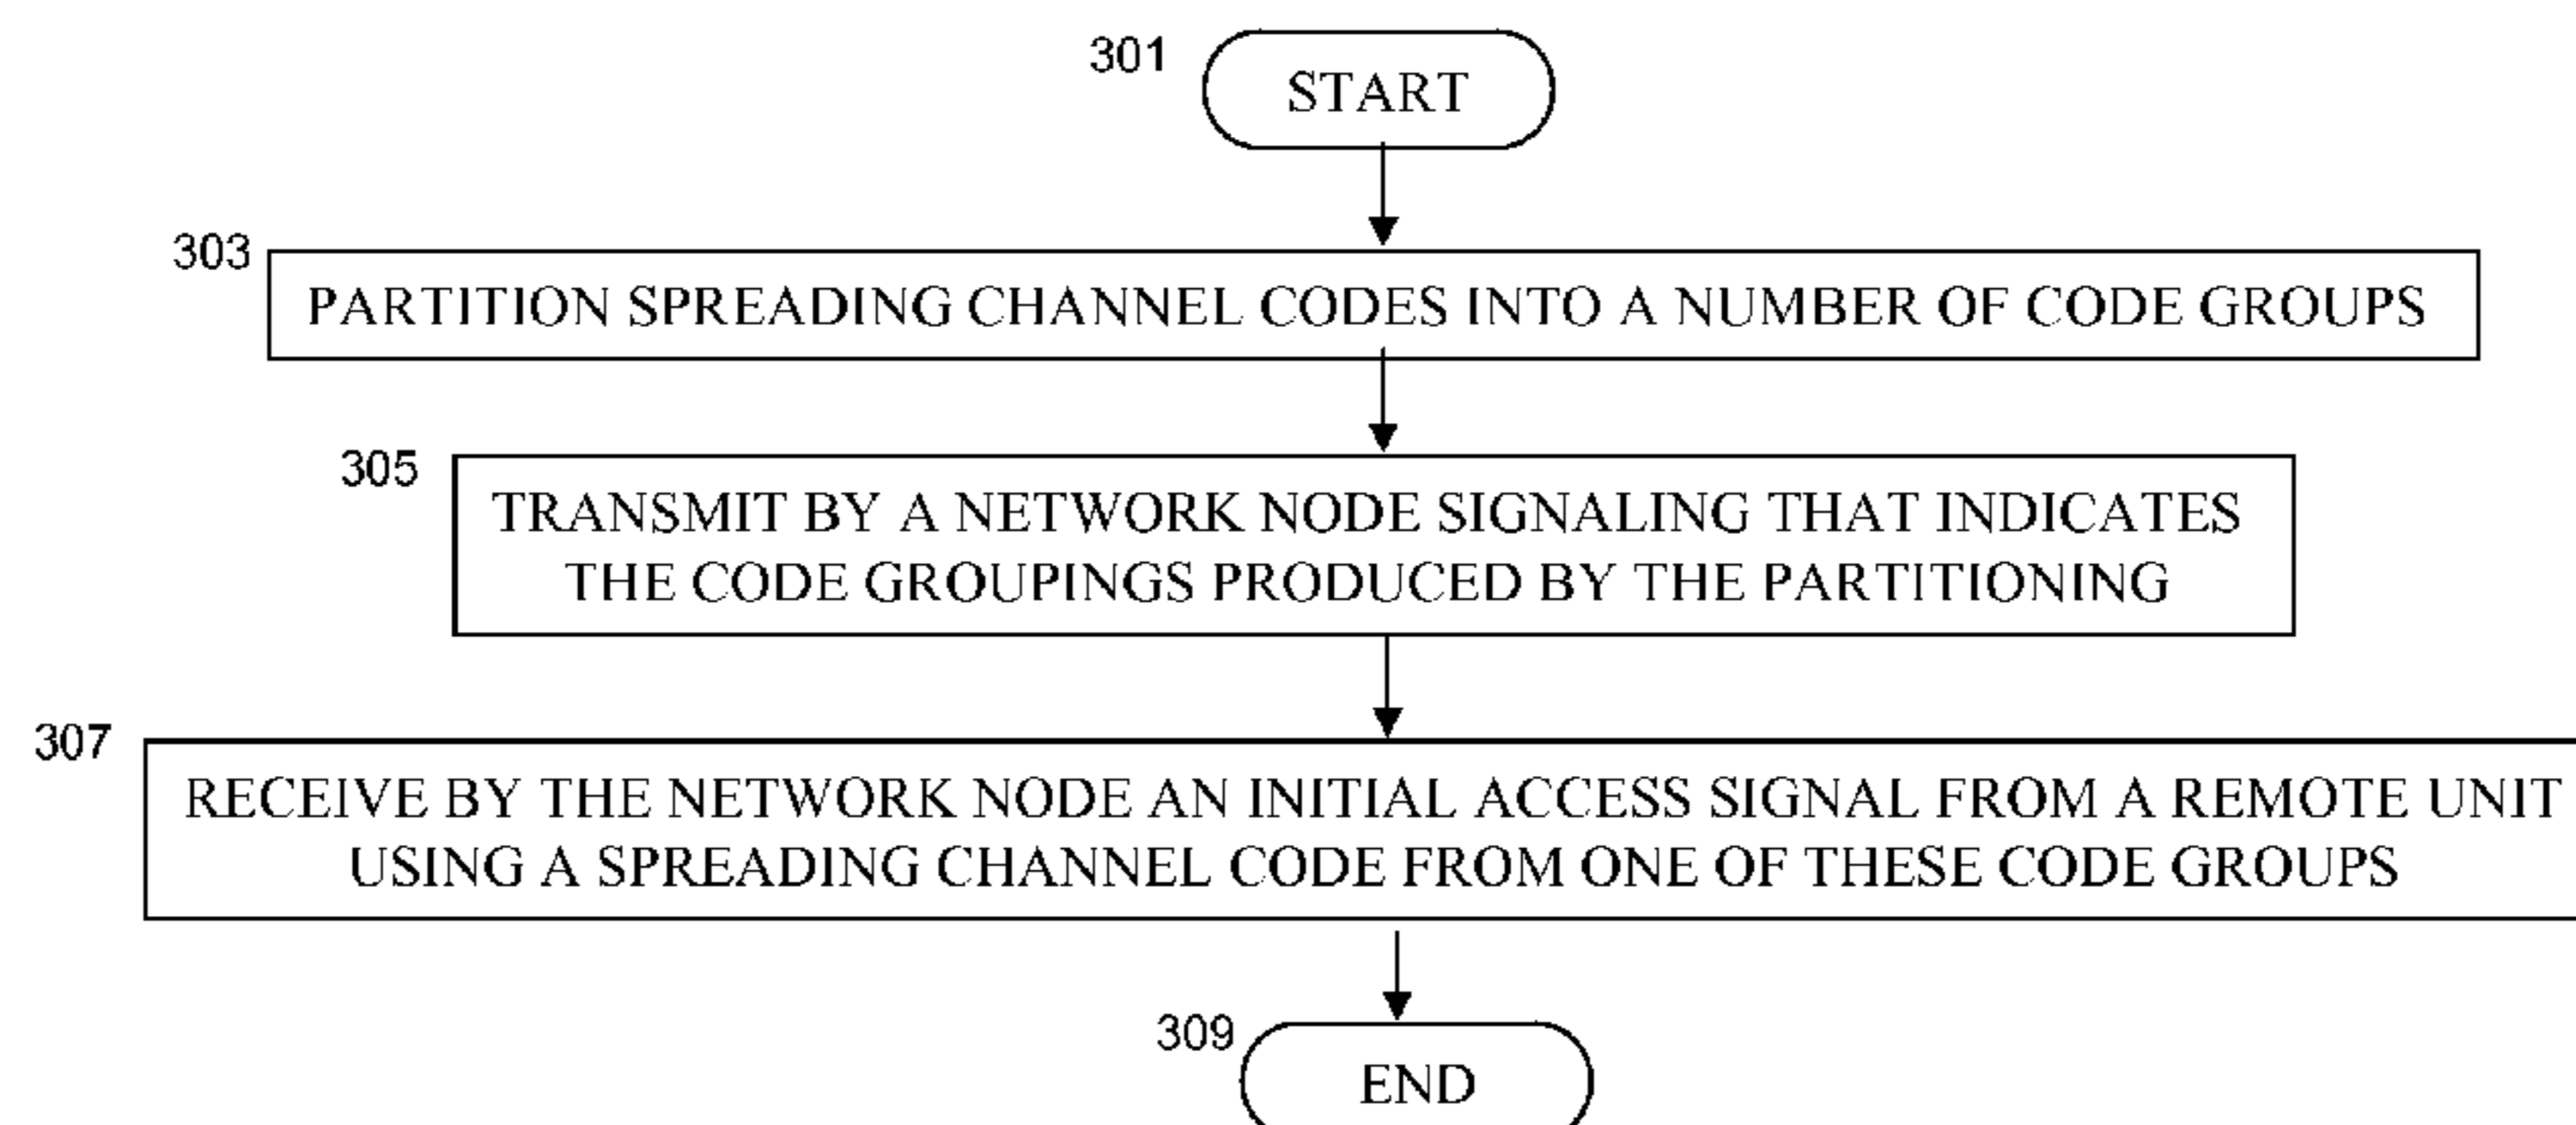 301
START
303
PARTITION SPREADING CHANNEL CODES INTO A NUMBER OF CODE GROUPS
305
TRANSMIT BY A NETWORK NODE SIGNALING THAT INDICATES
THE CODE GROUPINGS PRODUCED BY THE PARTITIONING
307
RECEIVE BY THE NETWORK NODE AN INITIAL ACCESS SIGNAL FROM A REMOTE UNIT
USING A SPREADING CHANNEL CODE FROM ONE OF THESE CODE GROUPS
309
END